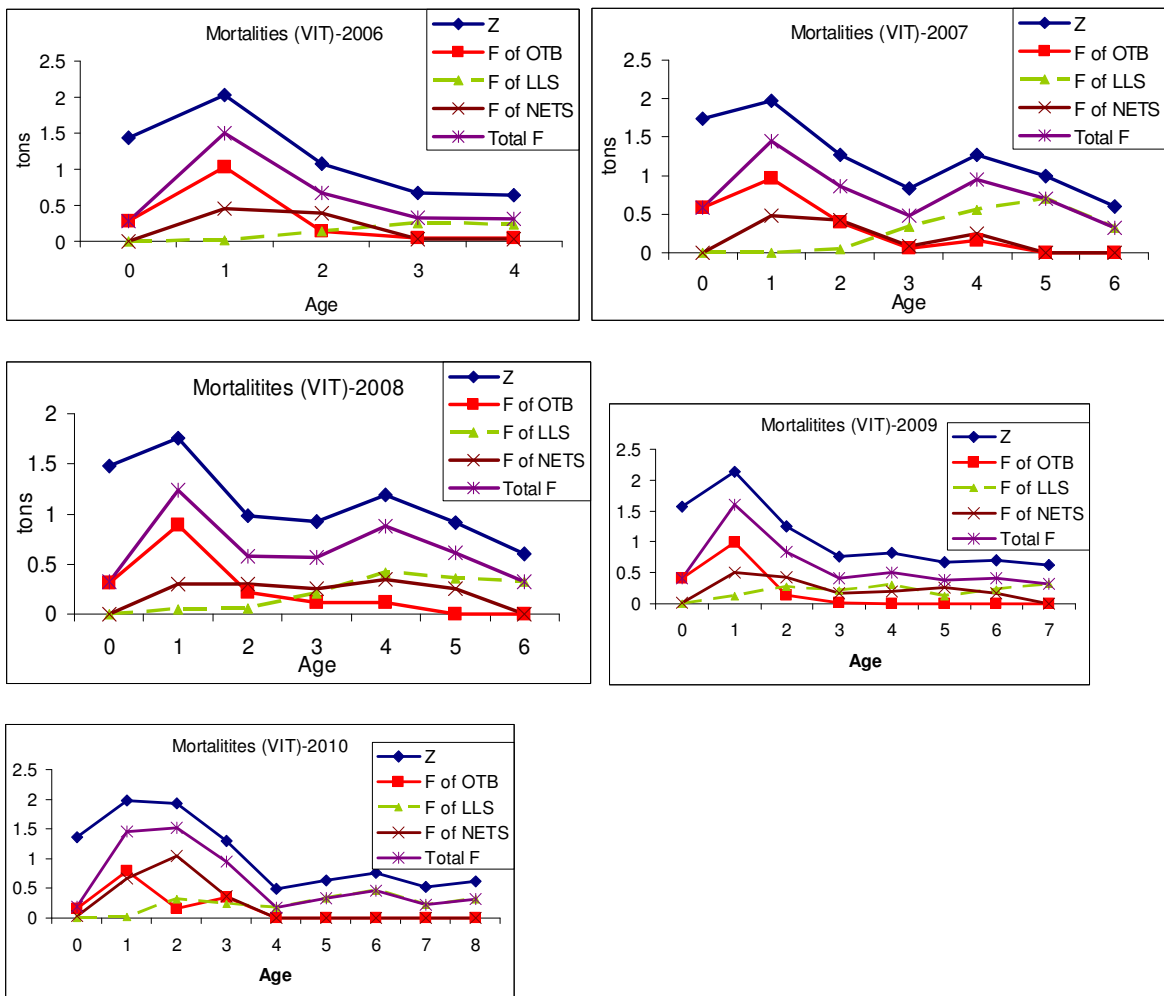 Mortalities (VIT)-2006
2.5
2
1.5
1
0.5
0
tons
0 1 2 3 4
Age
Z
F of OTB
F of LLS
F of NETS
Total F
Mortalities (VIT)-2007
2.5
2
1.5
1
0.5
0
tons
0 1 2 3 4 5 6
Age
Z
F of OTB
F of LLS
F of NETS
Total F
Mortalitites (VIT)-2008
2
1.5
1
0.5
0
tons
0 1 2 3 4 5 6
Age
Z
F of OTB
F of LLS
F of NETS
Total F
Mortalitites (VIT)-2009
2.5
2
1.5
1
0.5
0
0 1 2 3 4 5 6 7
Age
Z
F of OTB
F of LLS
F of NETS
Total F
Mortalitites (VIT)-2010
2.5
2
1.5
1
0.5
0
0 1 2 3 4 5 6 7 8
Age
Z
F of OTB
F of LLS
F of NETS
Total F